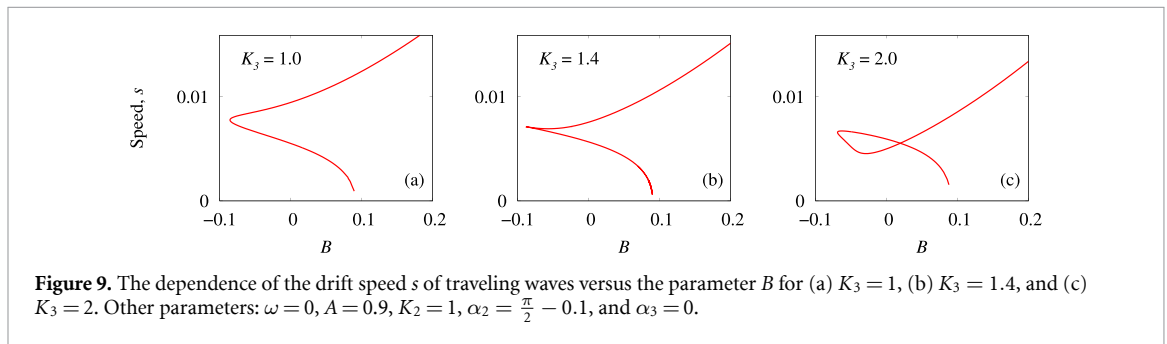 K₃ = 1.0
K₃ = 1.4
K₃ = 2.0
Speed, s
0.01
0.01
0.01
(a)
(b)
(c)
0
0
0
−0.1 0 0.1 0.2
−0.1 0 0.1 0.2
−0.1 0 0.1 0.2
B
B
B
Figure 9. The dependence of the drift speed s of traveling waves versus the parameter B for (a) K₃ = 1, (b) K₃ = 1.4, and (c)
K₃ = 2. Other parameters: ω = 0, A = 0.9, K₂ = 1, α₂ = π/2 − 0.1, and α₃ = 0.